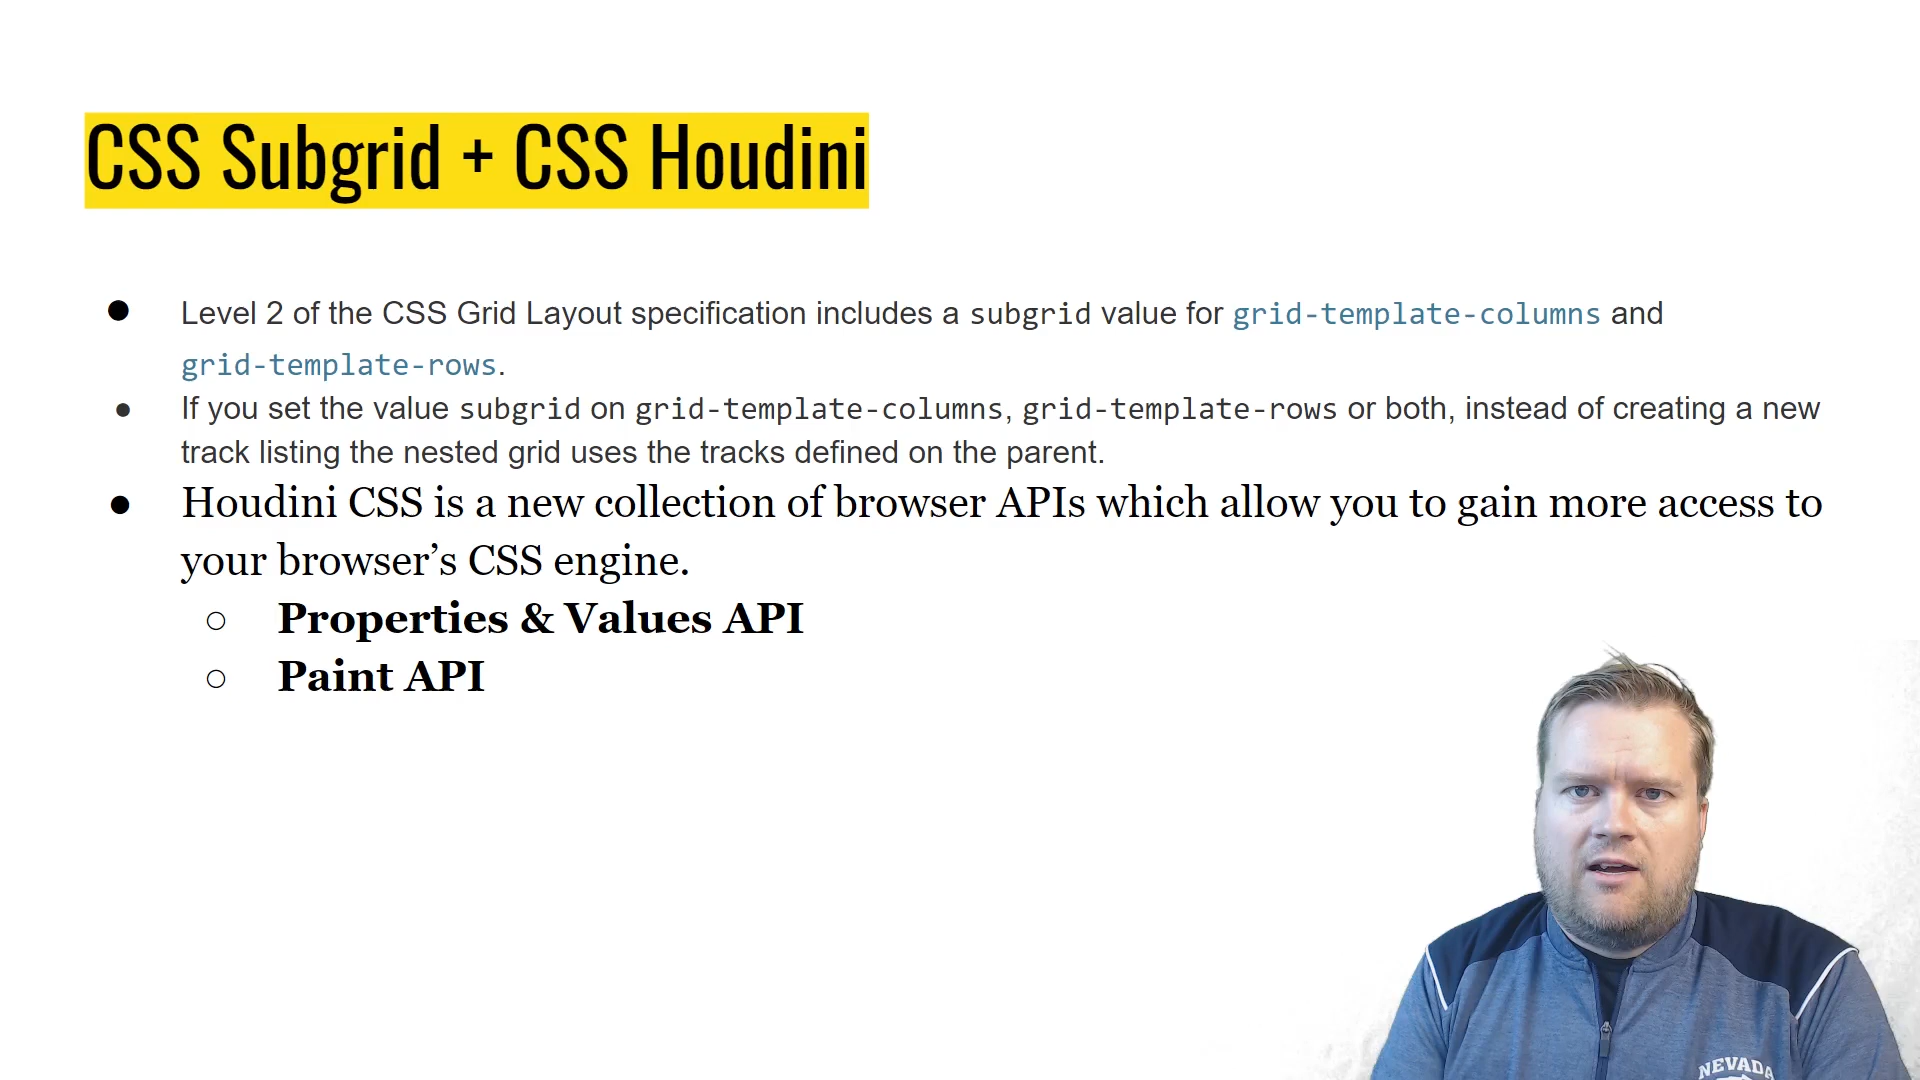 CSS Subgrid + CSS Houdini
● Level 2 of the CSS Grid Layout specification includes a subgrid value for grid-template-columns and
grid-template-rows.
● If you set the value subgrid on grid-template-columns, grid-template-rows or both, instead of creating a new
track listing the nested grid uses the tracks defined on the parent.
● Houdini CSS is a new collection of browser APIs which allow you to gain more access to
your browser’s CSS engine.
○ Properties & Values API
○ Paint API
NEVADA